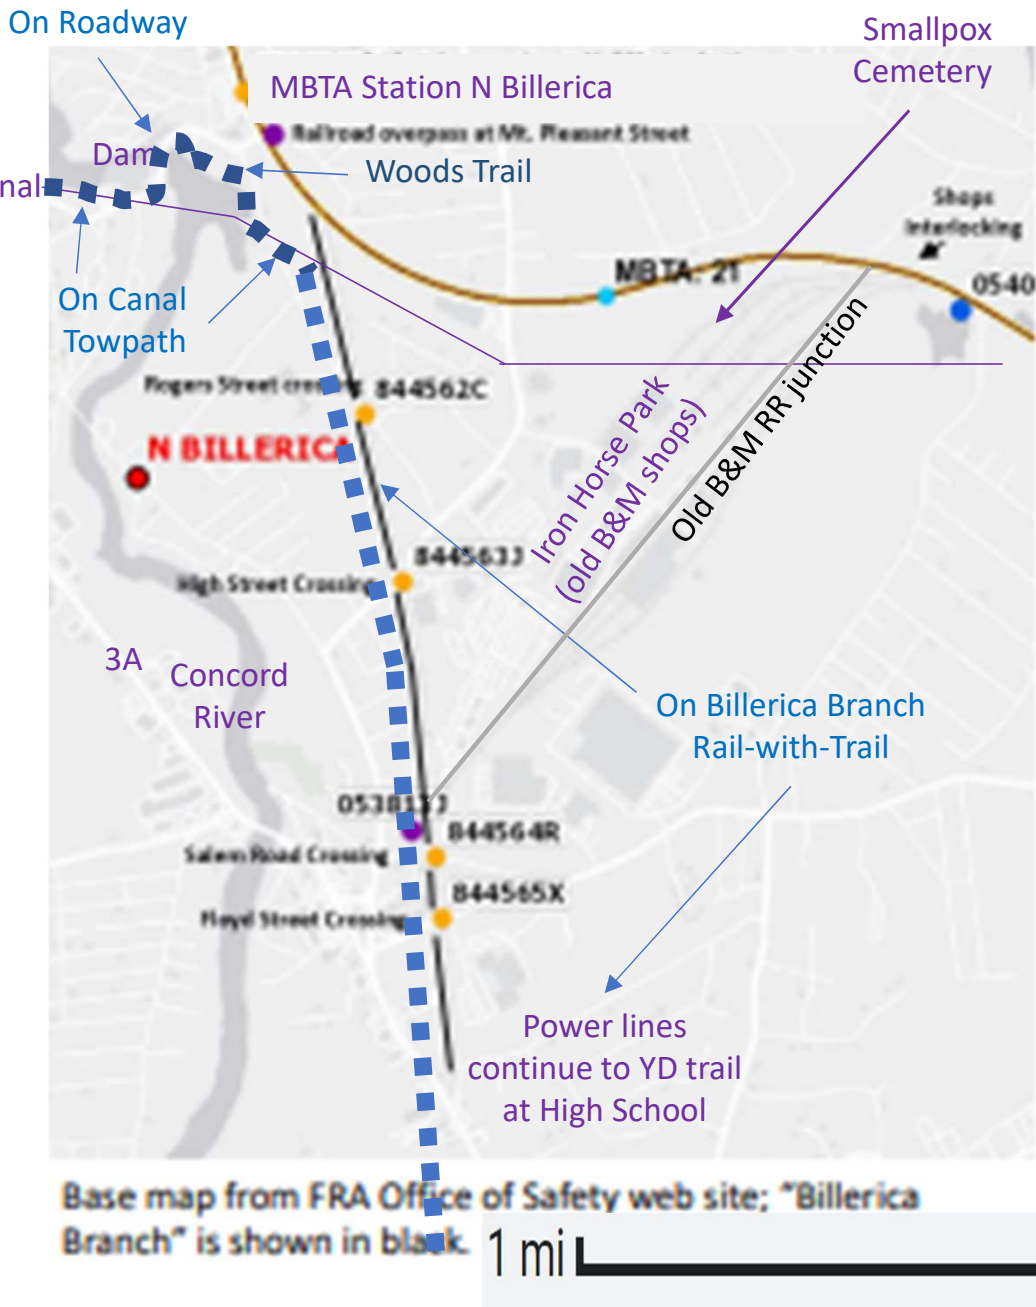 On Roadway
Smallpox
Cemetery
MBTA Station N Billerica
Railroad overpass at Mt. Pleasant Street
Dam
Woods Trail
nal
Shops
Interlocking
MBTA: 21
0540
On Canal
Towpath
Rogers Street crossing
844562C
N BILLERICA
Iron Horse Park
(old B&M shops)
Old B&M RR junction
844563J
High Street Crossing
3A
Concord
River
On Billerica Branch
Rail-with-Trail
053813J
844564R
Salem Road Crossing
844565X
Floyd Street Crossing
Power lines
continue to YD trail
at High School
Base map from FRA Office of Safety web site; “Billerica
Branch” is shown in black.
1 mi